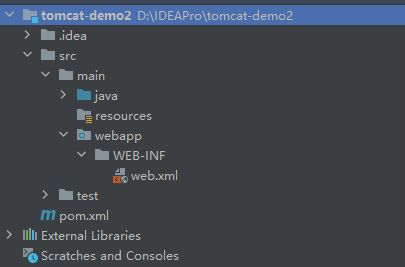 tomcat-demo2 D:\IDEAPro\tomcat-demo2
.idea
src
main
java
resources
webapp
WEB-INF
web.xml
test
pom.xml
External Libraries
Scratches and Consoles